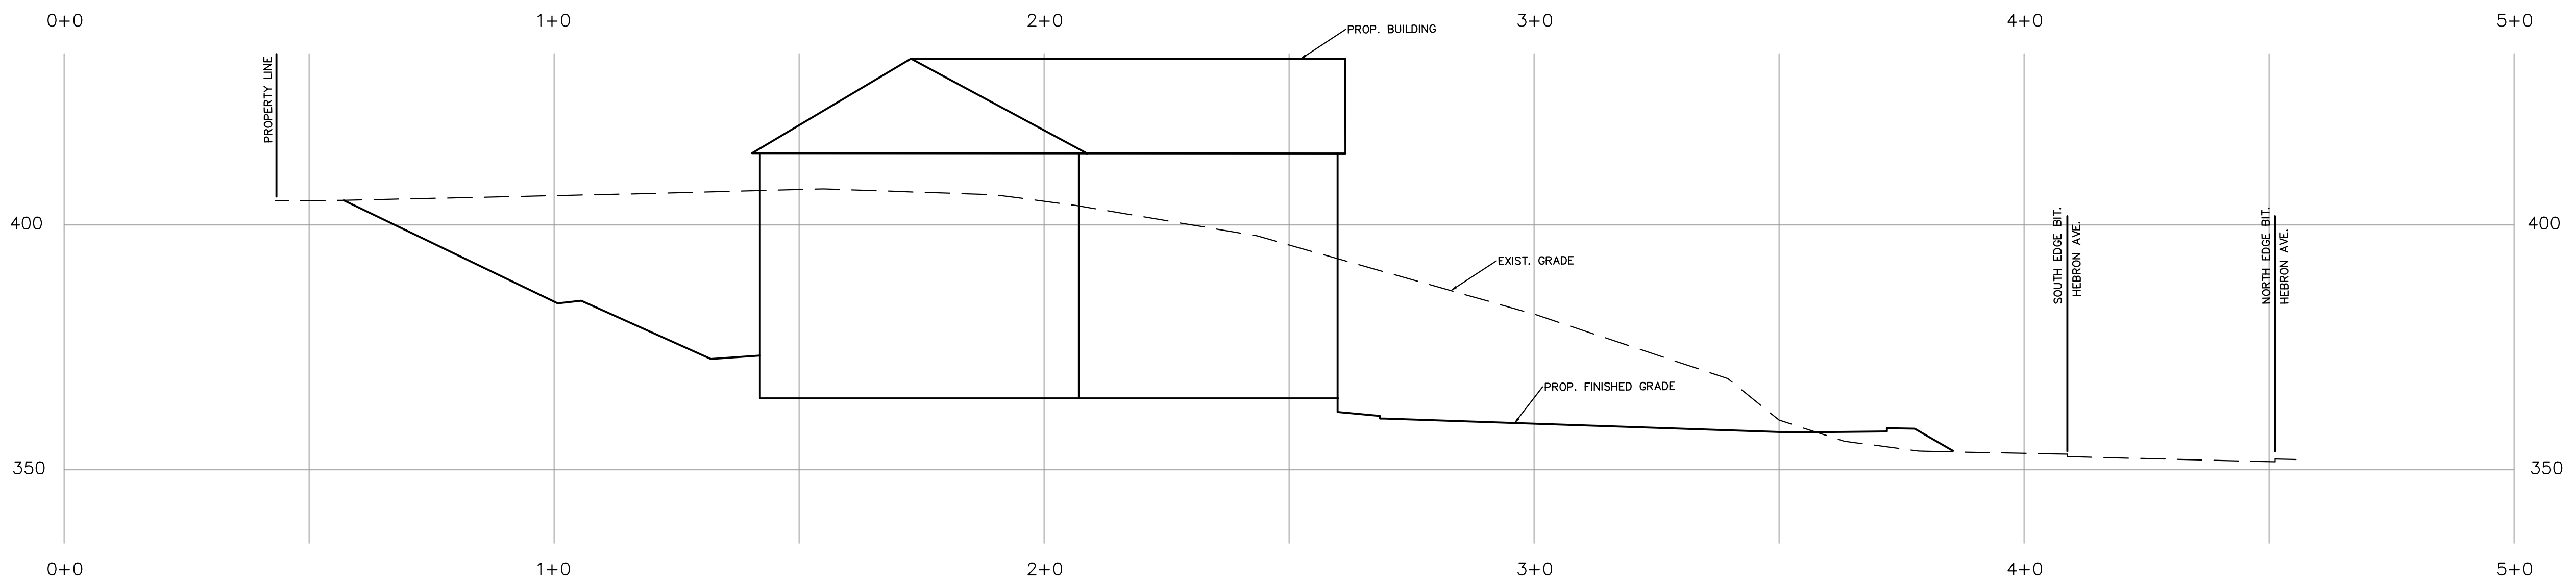 0+0 1+0 2+0 3+0 4+0 5+0
PROP. BUILDING
PROPERTY LINE
400 400
SOUTH EDGE BIT.
HEBRON AVE.
NORTH EDGE BIT.
HEBRON AVE.
EXIST. GRADE
PROP. FINISHED GRADE
350 350
0+0 1+0 2+0 3+0 4+0 5+0